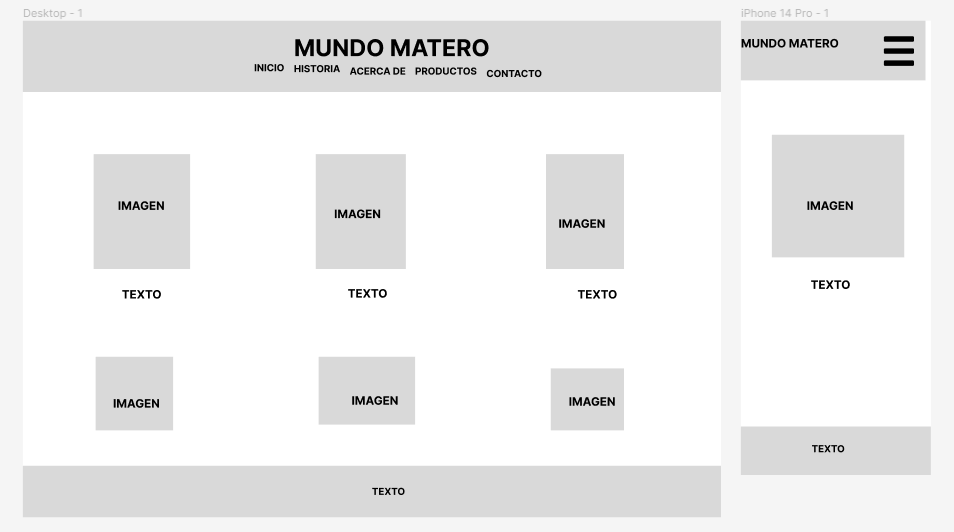 Desktop - 1
MUNDO MATERO
INICIO HISTORIA ACERCA DE PRODUCTOS CONTACTO
IMAGEN IMAGEN IMAGEN
TEXTO TEXTO TEXTO
IMAGEN IMAGEN IMAGEN
TEXTO
iPhone 14 Pro - 1
MUNDO MATERO
IMAGEN
TEXTO
TEXTO